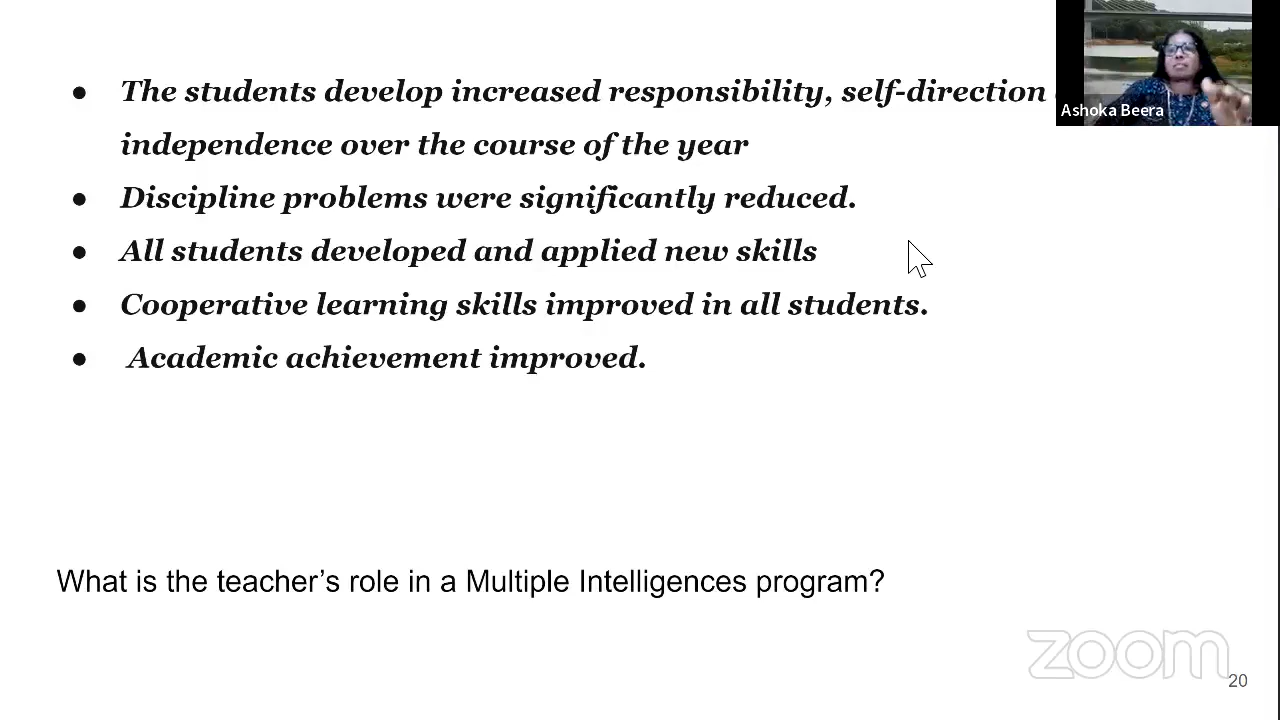 ● The students develop increased responsibility, self-direction
independence over the course of the year
● Discipline problems were significantly reduced.
● All students developed and applied new skills
● Cooperative learning skills improved in all students.
● Academic achievement improved.
What is the teacher’s role in a Multiple Intelligences program?
Ashoka Beera
zoom
20